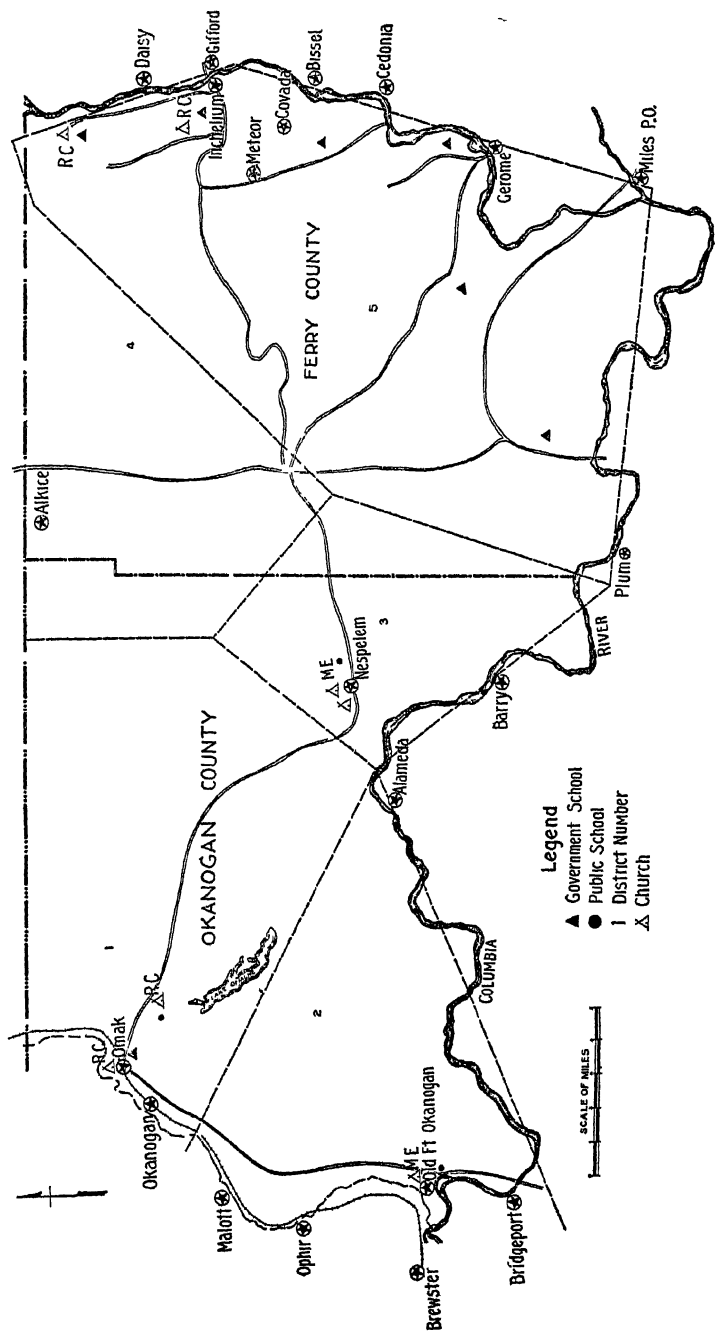 Daisy
Gifford
RC
RC
Inchelium
Meteor
Covada
Bissel
Cedonia
Gerome
Miles P.O.
FERRY COUNTY
4
5
Alkice
3
ME
Nespelem
Plum
RIVER
Barry
Alameda
OKANOGAN COUNTY
1
RC
2
COLUMBIA
RC
Omak
Okanogan
Malott
Ophir
ME
Old Ft Okanogan
Brewster
Bridgeport
Legend
Government School
Public School
1 District Number
Church
SCALE OF MILES